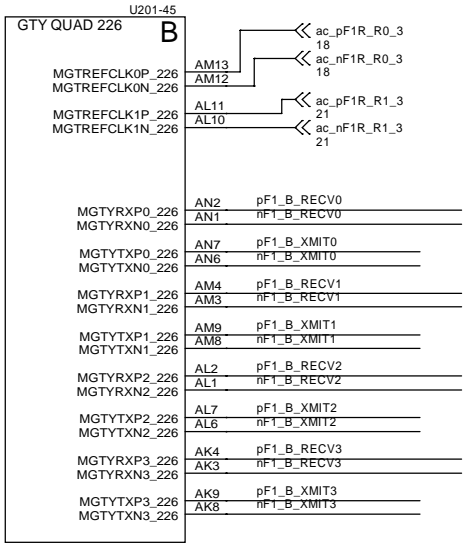 U201-45
GTY QUAD 226
B
MGTREFCLK0P_226 AM13 ac_pF1R_R0_3
18
MGTREFCLK0N_226 AM12 ac_nF1R_R0_3
18
MGTREFCLK1P_226 AL11 ac_pF1R_R1_3
21
MGTREFCLK1N_226 AL10 ac_nF1R_R1_3
21
MGTYRXP0_226 AN2 pF1_B_RECV0
MGTYRXN0_226 AN1 nF1_B_RECV0
MGTYTXP0_226 AN7 pF1_B_XMIT0
MGTYTXN0_226 AN6 nF1_B_XMIT0
MGTYRXP1_226 AM4 pF1_B_RECV1
MGTYRXN1_226 AM3 nF1_B_RECV1
MGTYTXP1_226 AM9 pF1_B_XMIT1
MGTYTXN1_226 AM8 nF1_B_XMIT1
MGTYRXP2_226 AL2 pF1_B_RECV2
MGTYRXN2_226 AL1 nF1_B_RECV2
MGTYTXP2_226 AL7 pF1_B_XMIT2
MGTYTXN2_226 AL6 nF1_B_XMIT2
MGTYRXP3_226 AK4 pF1_B_RECV3
MGTYRXN3_226 AK3 nF1_B_RECV3
MGTYTXP3_226 AK9 pF1_B_XMIT3
MGTYTXN3_226 AK8 nF1_B_XMIT3